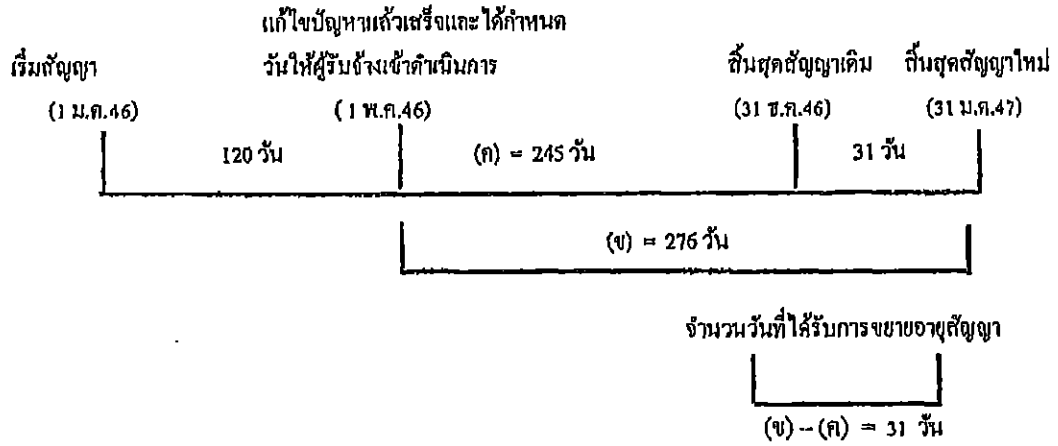 แก้ไขปัญหาแล้วเสร็จและได้กำหนด
เริ่มสัญญา วันให้ผู้รับจ้างเข้าดำเนินการ สิ้นสุดสัญญาเดิม สิ้นสุดสัญญาใหม่
(1 ม.ค.46) (1 พ.ค.46) (31 ธ.ค.46) (31 ม.ค.47)
120 วัน (ค) = 245 วัน 31 วัน
(ข) = 276 วัน
จำนวนวันที่ได้รับการขยายอายุสัญญา
(ข) – (ค) = 31 วัน